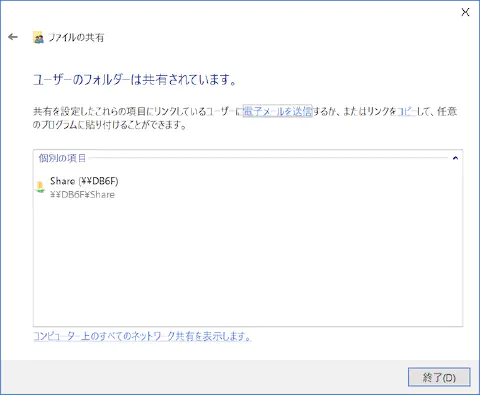 ファイルの共有
ユーザーのフォルダーは共有されています。
共有を設定したこれらの項目にリンクしているユーザーに電子メールを送信するか、またはリンクをコピーして、任意
のプログラムに貼り付けることができます。
個別の項目
Share (¥¥DB6F)
¥¥DB6F¥Share
コンピューター上のすべてのネットワーク共有を表示します。
終了(D)